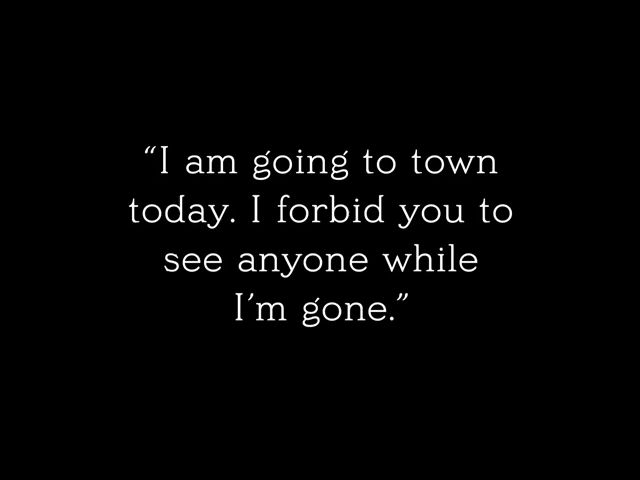 “I am going to town
today. I forbid you to
see anyone while
I’m gone.”